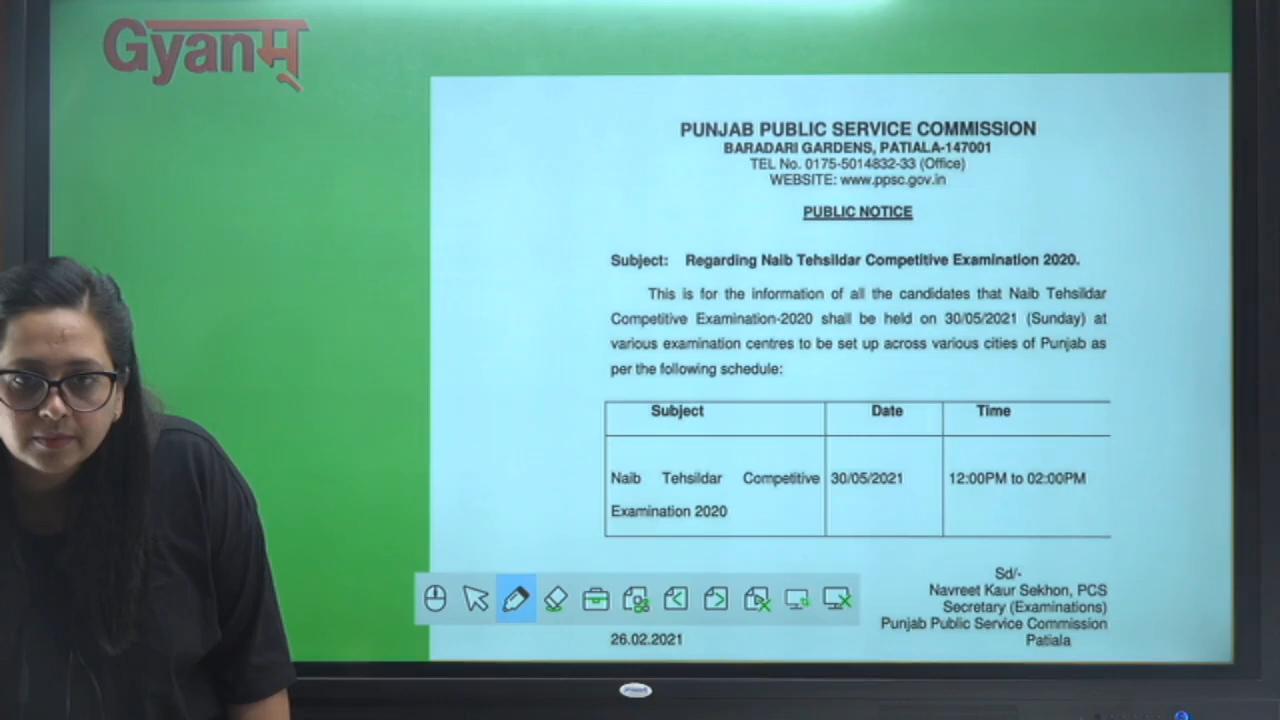 Gyanम्
PUNJAB PUBLIC SERVICE COMMISSION
BARADARI GARDENS, PATIALA-147001
TEL No. 0175-5014832-33 (Office)
WEBSITE: www.ppsc.gov.in
PUBLIC NOTICE
Subject: Regarding Naib Tehsildar Competitive Examination 2020.
This is for the information of all the candidates that Naib Tehsildar
Competitive Examination-2020 shall be held on 30/05/2021 (Sunday) at
various examination centres to be set up across various cities of Punjab as
per the following schedule:
Subject Date Time
Naib Tehsildar Competitive 30/05/2021 12:00PM to 02:00PM
Examination 2020
Sd/-
Navreet Kaur Sekhon, PCS
Secretary (Examinations)
Punjab Public Service Commission
26.02.2021 Patiala